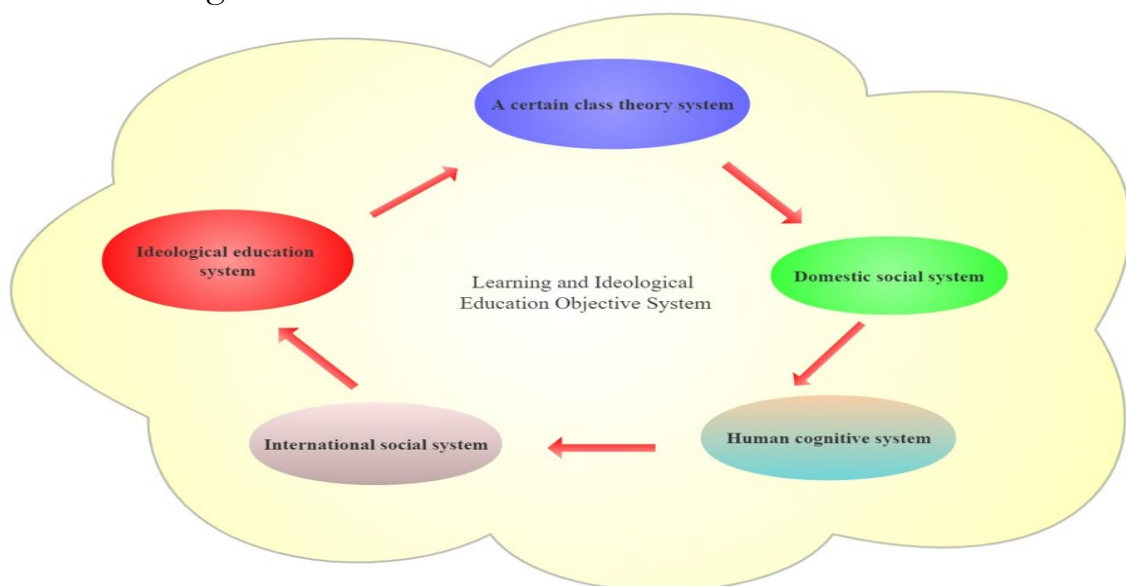 A certain class theory system
Ideological education
system
Domestic social system
Learning and Ideological
Education Objective System
Human cognitive system
International social system